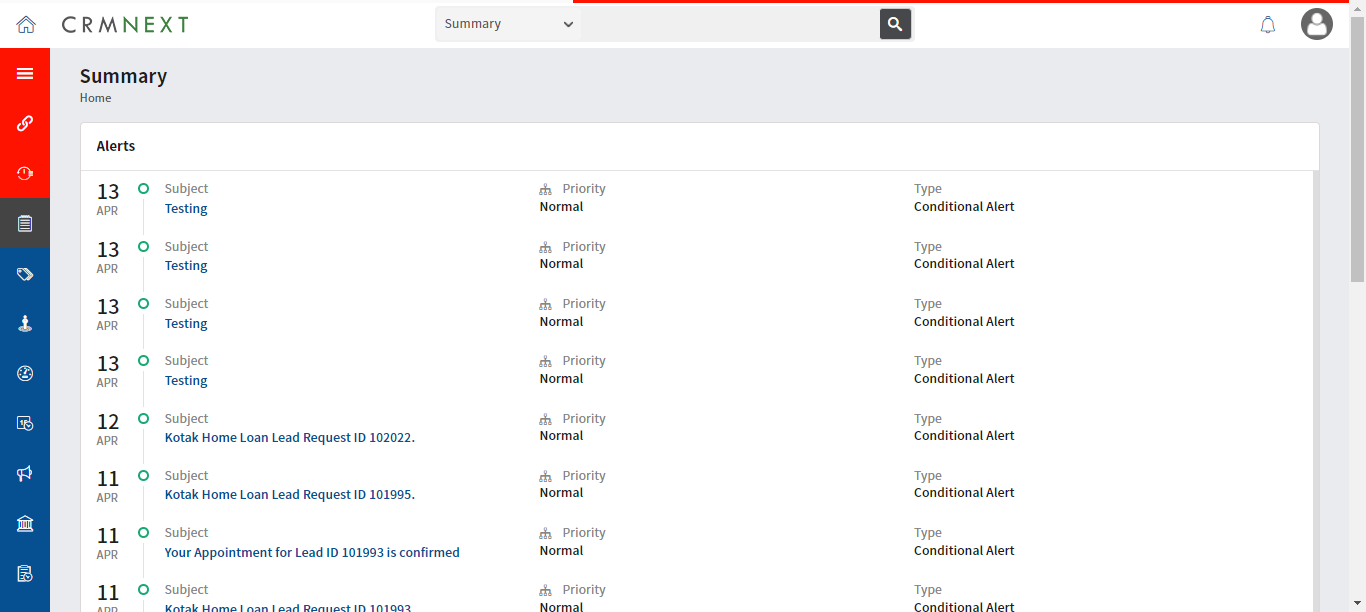 CRMNEXT
Summary
Summary
Home
Alerts
13 Subject Priority Type
APR Testing Normal Conditional Alert
13 Subject Priority Type
APR Testing Normal Conditional Alert
13 Subject Priority Type
APR Testing Normal Conditional Alert
13 Subject Priority Type
APR Testing Normal Conditional Alert
12 Subject Priority Type
APR Kotak Home Loan Lead Request ID 102022. Normal Conditional Alert
11 Subject Priority Type
APR Kotak Home Loan Lead Request ID 101995. Normal Conditional Alert
11 Subject Priority Type
APR Your Appointment for Lead ID 101993 is confirmed Normal Conditional Alert
11 Subject Priority Type
APR Kotak Home Loan Lead Request ID 101993 Normal Conditional Alert